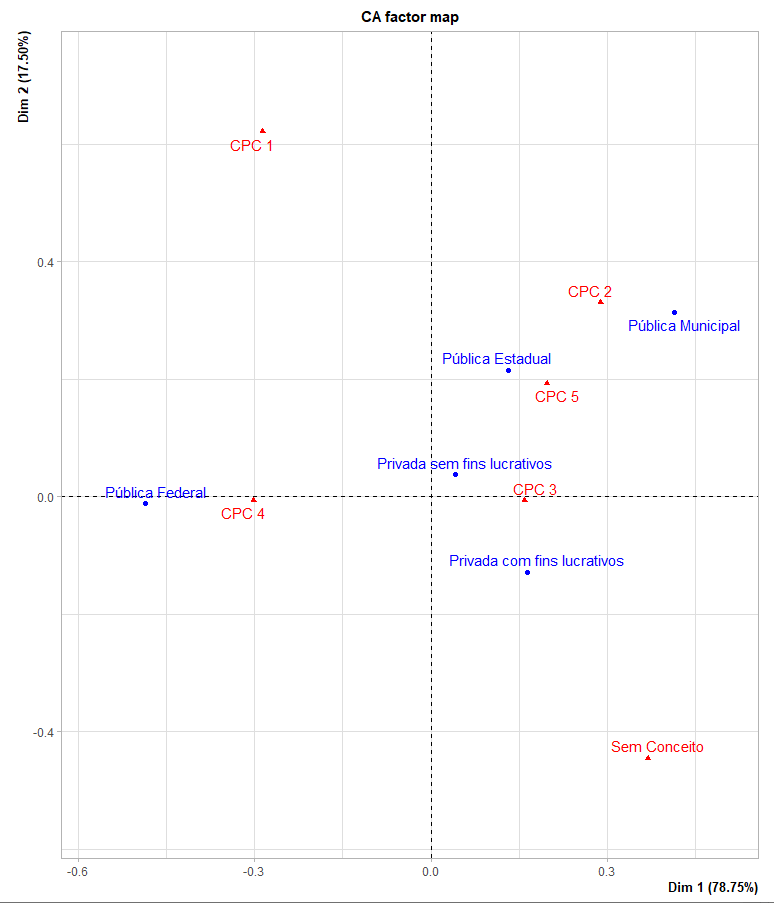 CA factor map
Dim 2 (17.50%)
CPC 1
0.4
CPC 2
Pública Municipal
Pública Estadual
CPC 5
Privada sem fins lucrativos
Pública Federal
CPC 3
0.0
CPC 4
Privada com fins lucrativos
-0.4
Sem Conceito
-0.6
-0.3
0.0
0.3
Dim 1 (78.75%)